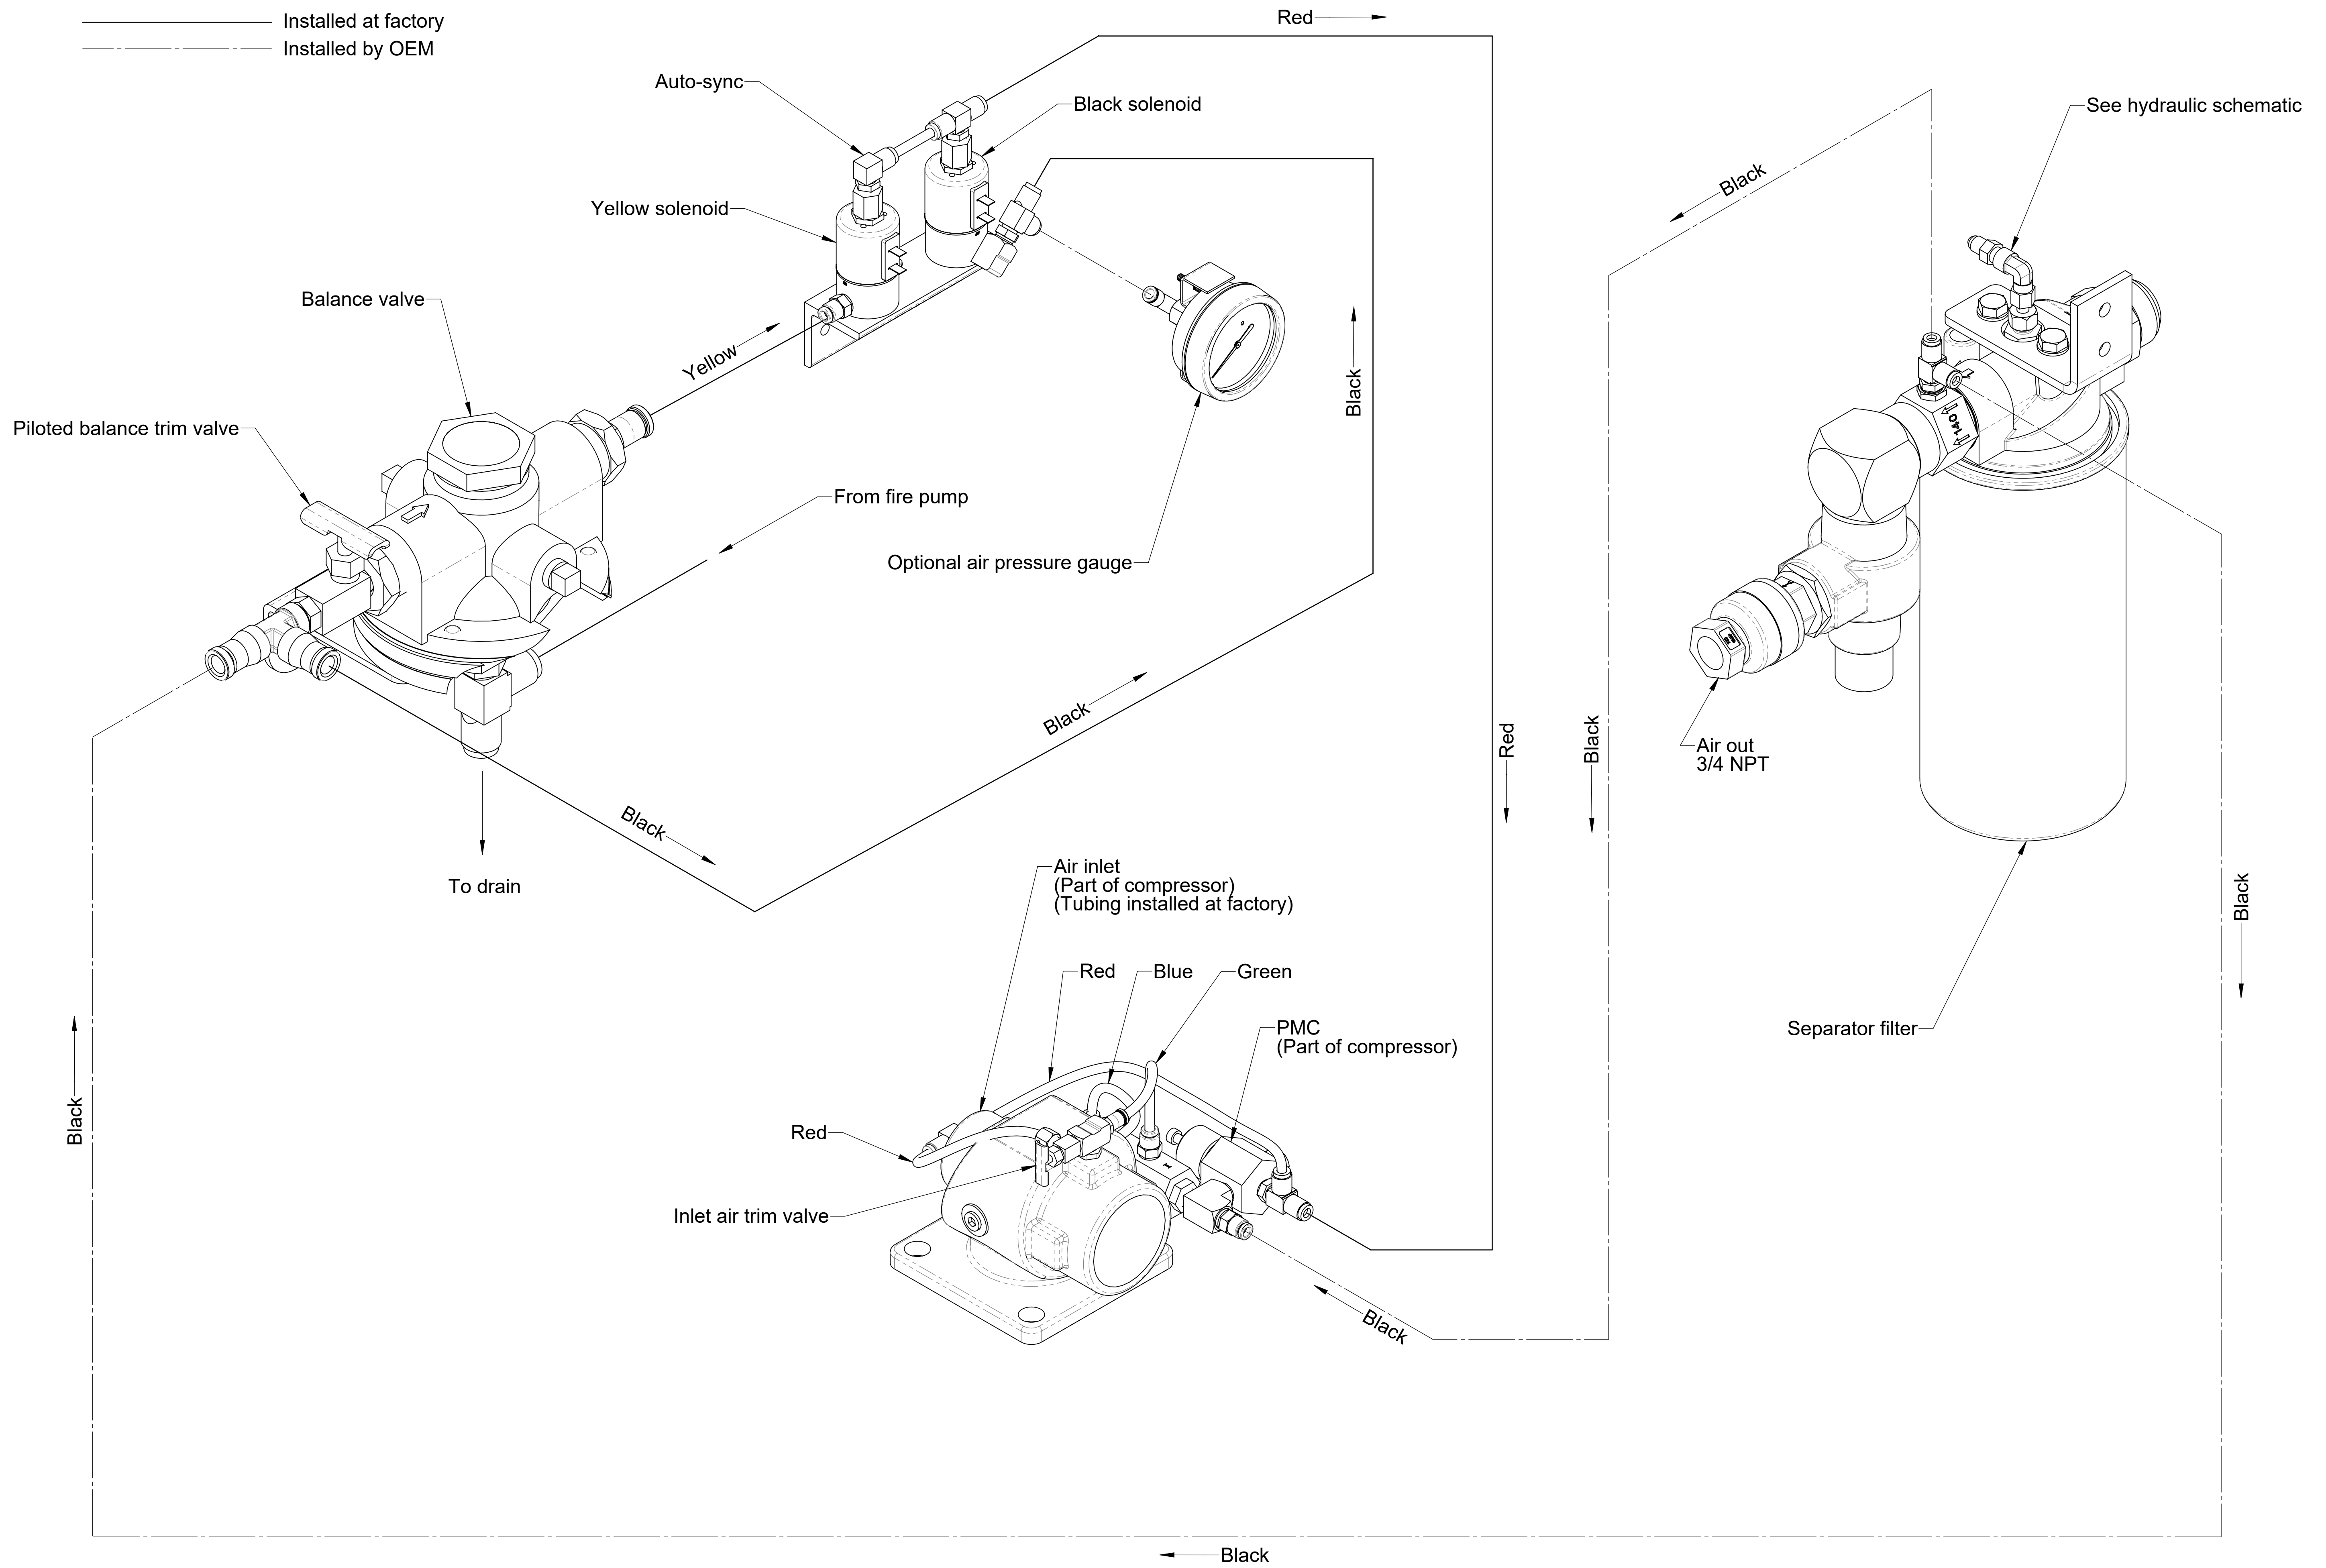 Installed at factory
Installed by OEM
Red
Auto-sync
Black solenoid
See hydraulic schematic
Black
Yellow solenoid
Balance valve
Yellow
Black
Piloted balance trim valve
From fire pump
140
Optional air pressure gauge
Black
Red
Black
Air out
3/4 NPT
Black
To drain
Air inlet
(Part of compressor)
(Tubing installed at factory)
Black
Red
Blue
Green
PMC
(Part of compressor)
Separator filter
Black
Red
Inlet air trim valve
Black
Black